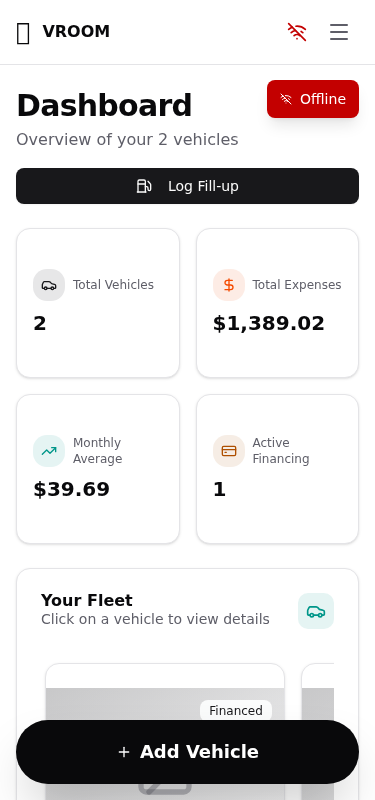 VROOM
Dashboard
Offline
Overview of your 2 vehicles
Log Fill-up
Total Vehicles
2
Total Expenses
$1,389.02
Monthly
Average
$39.69
Active
Financing
1
Your Fleet
Click on a vehicle to view details
Financed
Add Vehicle